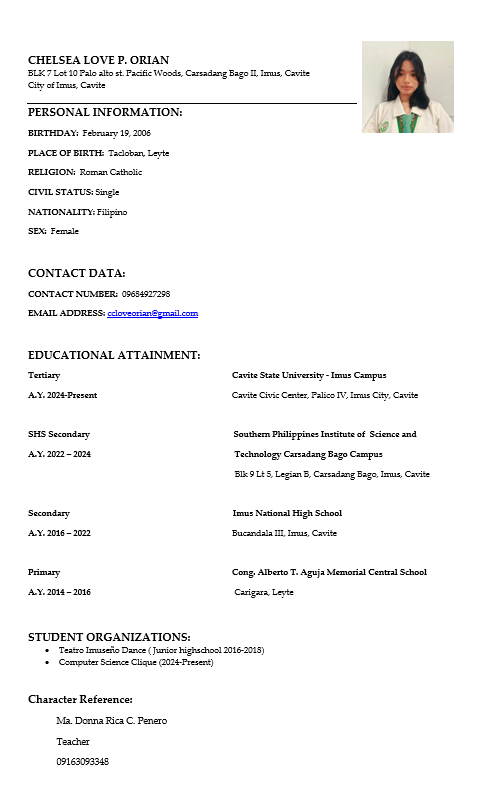 CHELSEA LOVE P. ORIAN
BLK 7 Lot 10 Palo alto st. Pacific Woods, Carsadang Bago II, Imus, Cavite
City of Imus, Cavite
PERSONAL INFORMATION:
BIRTHDAY: February 19, 2006
PLACE OF BIRTH: Tacloban, Leyte
RELIGION: Roman Catholic
CIVIL STATUS: Single
NATIONALITY: Filipino
SEX: Female
CONTACT DATA:
CONTACT NUMBER: 09684927298
EMAIL ADDRESS: ccloveorian@gmail.com
EDUCATIONAL ATTAINMENT:
Tertiary Cavite State University - Imus Campus
A.Y. 2024-Present Cavite Civic Center, Palico IV, Imus City, Cavite
SHS Secondary Southern Philippines Institute of Science and
A.Y. 2022 – 2024 Technology Carsadang Bago Campus
Blk 9 Lt 5, Legian B, Carsadang Bago, Imus, Cavite
Secondary Imus National High School
A.Y. 2016 – 2022 Bucandala III, Imus, Cavite
Primary Cong. Alberto T. Aguja Memorial Central School
A.Y. 2014 – 2016 Carigara, Leyte
STUDENT ORGANIZATIONS:
• Teatro Imuseño Dance ( Junior highschool 2016-2018)
• Computer Science Clique (2024-Present)
Character Reference:
Ma. Donna Rica C. Penero
Teacher
09163093348